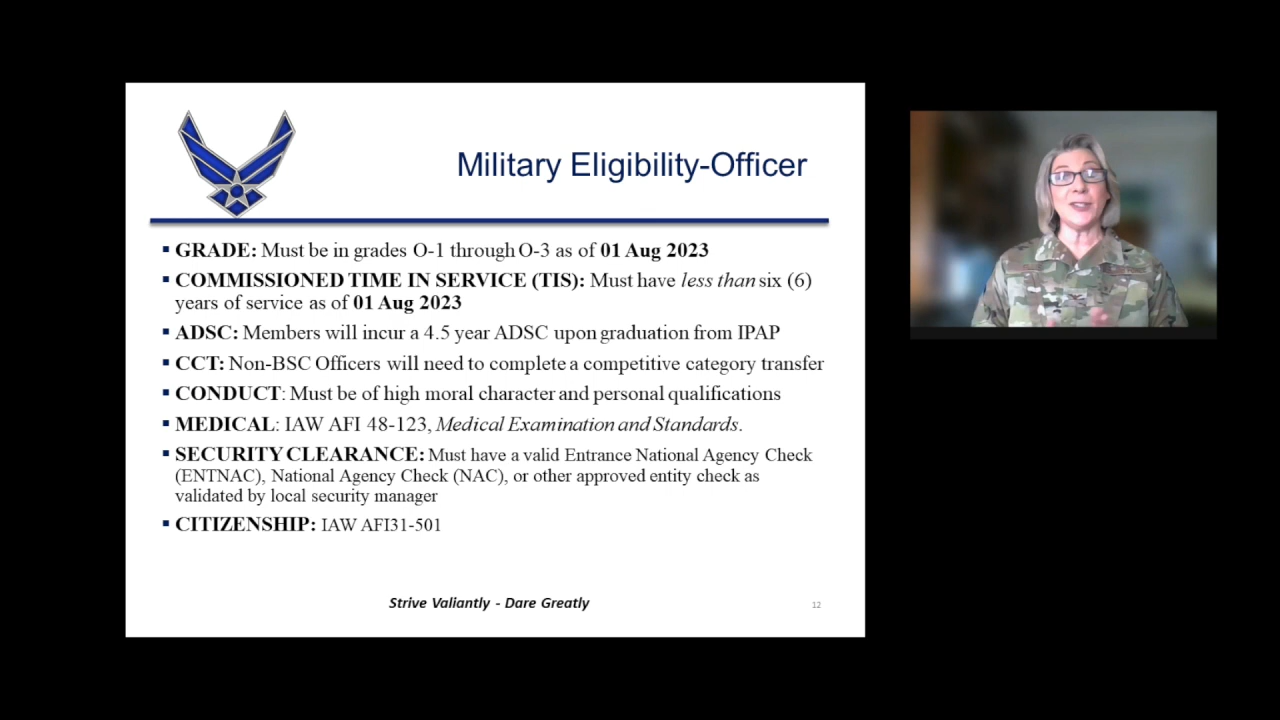 Military Eligibility-Officer
▪ GRADE: Must be in grades O-1 through O-3 as of 01 Aug 2023
▪ COMMISSIONED TIME IN SERVICE (TIS): Must have less than six (6)
years of service as of 01 Aug 2023
▪ ADSC: Members will incur a 4.5 year ADSC upon graduation from IPAP
▪ CCT: Non-BSC Officers will need to complete a competitive category transfer
▪ CONDUCT: Must be of high moral character and personal qualifications
▪ MEDICAL: IAW AFI 48-123, Medical Examination and Standards.
▪ SECURITY CLEARANCE: Must have a valid Entrance National Agency Check
(ENTNAC), National Agency Check (NAC), or other approved entity check as
validated by local security manager
▪ CITIZENSHIP: IAW AFI31-501
Strive Valiantly - Dare Greatly
12